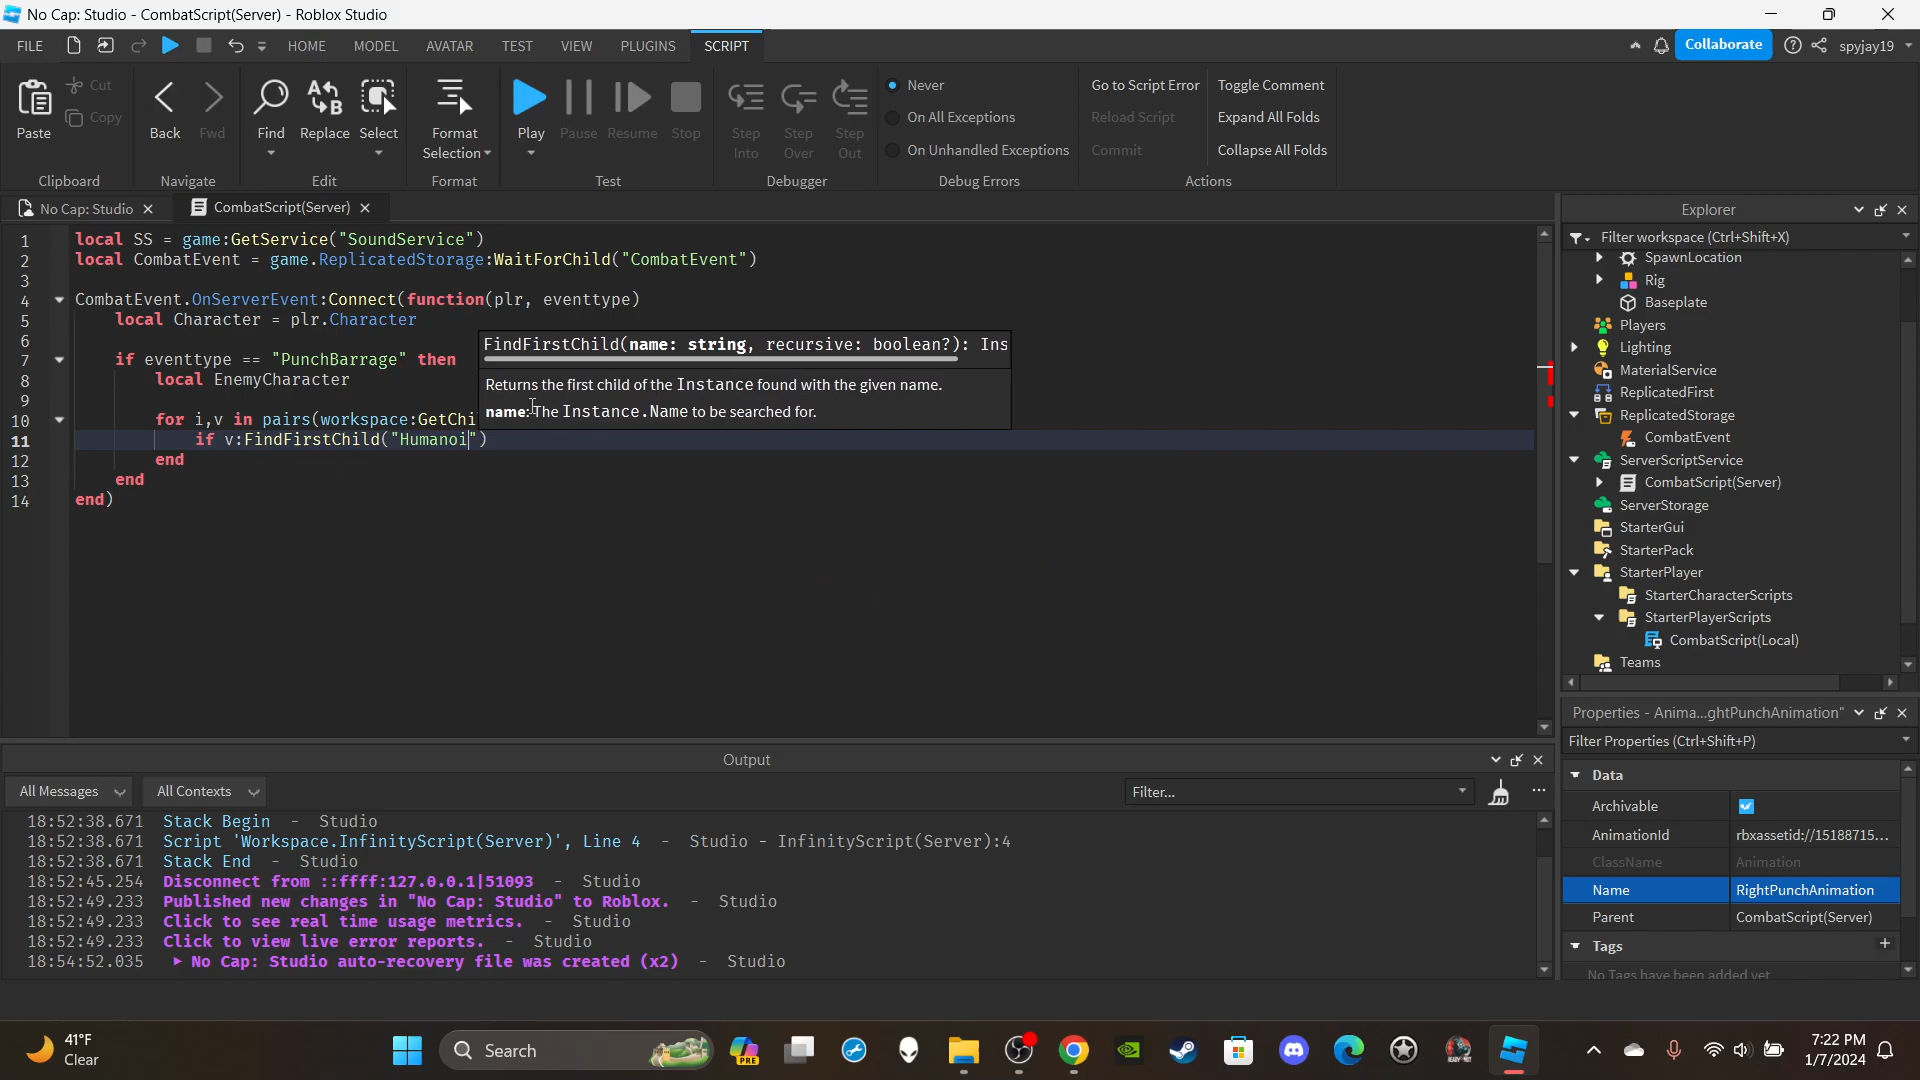 No Cap: Studio - CombatScript(Server) - Roblox Studio
FILE HOME MODEL AVATAR TEST VIEW PLUGINS SCRIPT Collaborate spyjay19
Paste Cut Copy Back Fwd Find Replace Select Format Selection Play Pause Resume Stop Step Into Step Over Step Out
Never
On All Exceptions
On Unhandled Exceptions
Go to Script Error Toggle Comment
Reload Script Expand All Folds
Commit Collapse All Folds
Clipboard Navigate Edit Format Test Debugger Debug Errors Actions
No Cap: Studio CombatScript(Server)
1 local SS = game:GetService("SoundService")
2 local CombatEvent = game.ReplicatedStorage:WaitForChild("CombatEvent")
3
4 CombatEvent.OnServerEvent:Connect(function(plr, eventtype)
5 local Character = plr.Character
6
7 if eventtype == "PunchBarrage" then
8 local EnemyCharacter
9
10 for i,v in pairs(workspace:GetChi
11 if v:FindFirstChild("Humanoi")
12 end
13 end
14 end)
FindFirstChild(name: string, recursive: boolean?): Ins
Returns the first child of the Instance found with the given name.
name: The Instance.Name to be searched for.
Explorer
Filter workspace (Ctrl+Shift+X)
SpawnLocation
Rig
Baseplate
Players
Lighting
MaterialService
ReplicatedFirst
ReplicatedStorage
CombatEvent
ServerScriptService
CombatScript(Server)
ServerStorage
StarterGui
StarterPack
StarterPlayer
StarterCharacterScripts
StarterPlayerScripts
CombatScript(Local)
Teams
Properties - Anima...ghtPunchAnimation"
Filter Properties (Ctrl+Shift+P)
Data
Archivable
AnimationId rbxassetid://15188715...
ClassName Animation
Name RightPunchAnimation
Parent CombatScript(Server)
Tags +
No Tags have been added yet
Output
All Messages All Contexts Filter...
18:52:38.671 Stack Begin - Studio
18:52:38.671 Script 'Workspace.InfinityScript(Server)', Line 4 - Studio - InfinityScript(Server):4
18:52:38.671 Stack End - Studio
18:52:45.254 Disconnect from ::ffff:127.0.0.1|51093 - Studio
18:52:49.233 Published new changes in "No Cap: Studio" to Roblox. - Studio
18:52:49.233 Click to see real time usage metrics. - Studio
18:52:49.233 Click to view live error reports. - Studio
18:54:52.035 No Cap: Studio auto-recovery file was created (x2) - Studio
41°F
Clear
Search
PRE
7:22 PM
1/7/2024